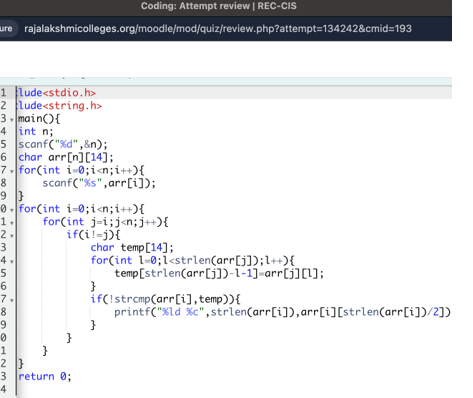 Coding: Attempt review | REC-CIS
ure rajalakshmicolleges.org/moodle/mod/quiz/review.php?attempt=134242&cmid=193
1 lude<stdio.h>
2 lude<string.h>
3 main(){
4 int n;
5 scanf("%d",&n);
6 char arr[n][14];
7 for(int i=0;i<n;i++){
8 scanf("%s",arr[i]);
9 }
0 for(int i=0;i<n;i++){
1 for(int j=i;j<n;j++){
2 if(i!=j){
3 char temp[14];
4 for(int l=0;l<strlen(arr[j]);l++){
5 temp[strlen(arr[j])-l-1]=arr[j][l];
6 }
7 if(!strcmp(arr[i],temp)){
8 printf("%ld %c",strlen(arr[i]),arr[i][strlen(arr[i])/2])
9 }
0 }
1 }
2 }
3 return 0;
4